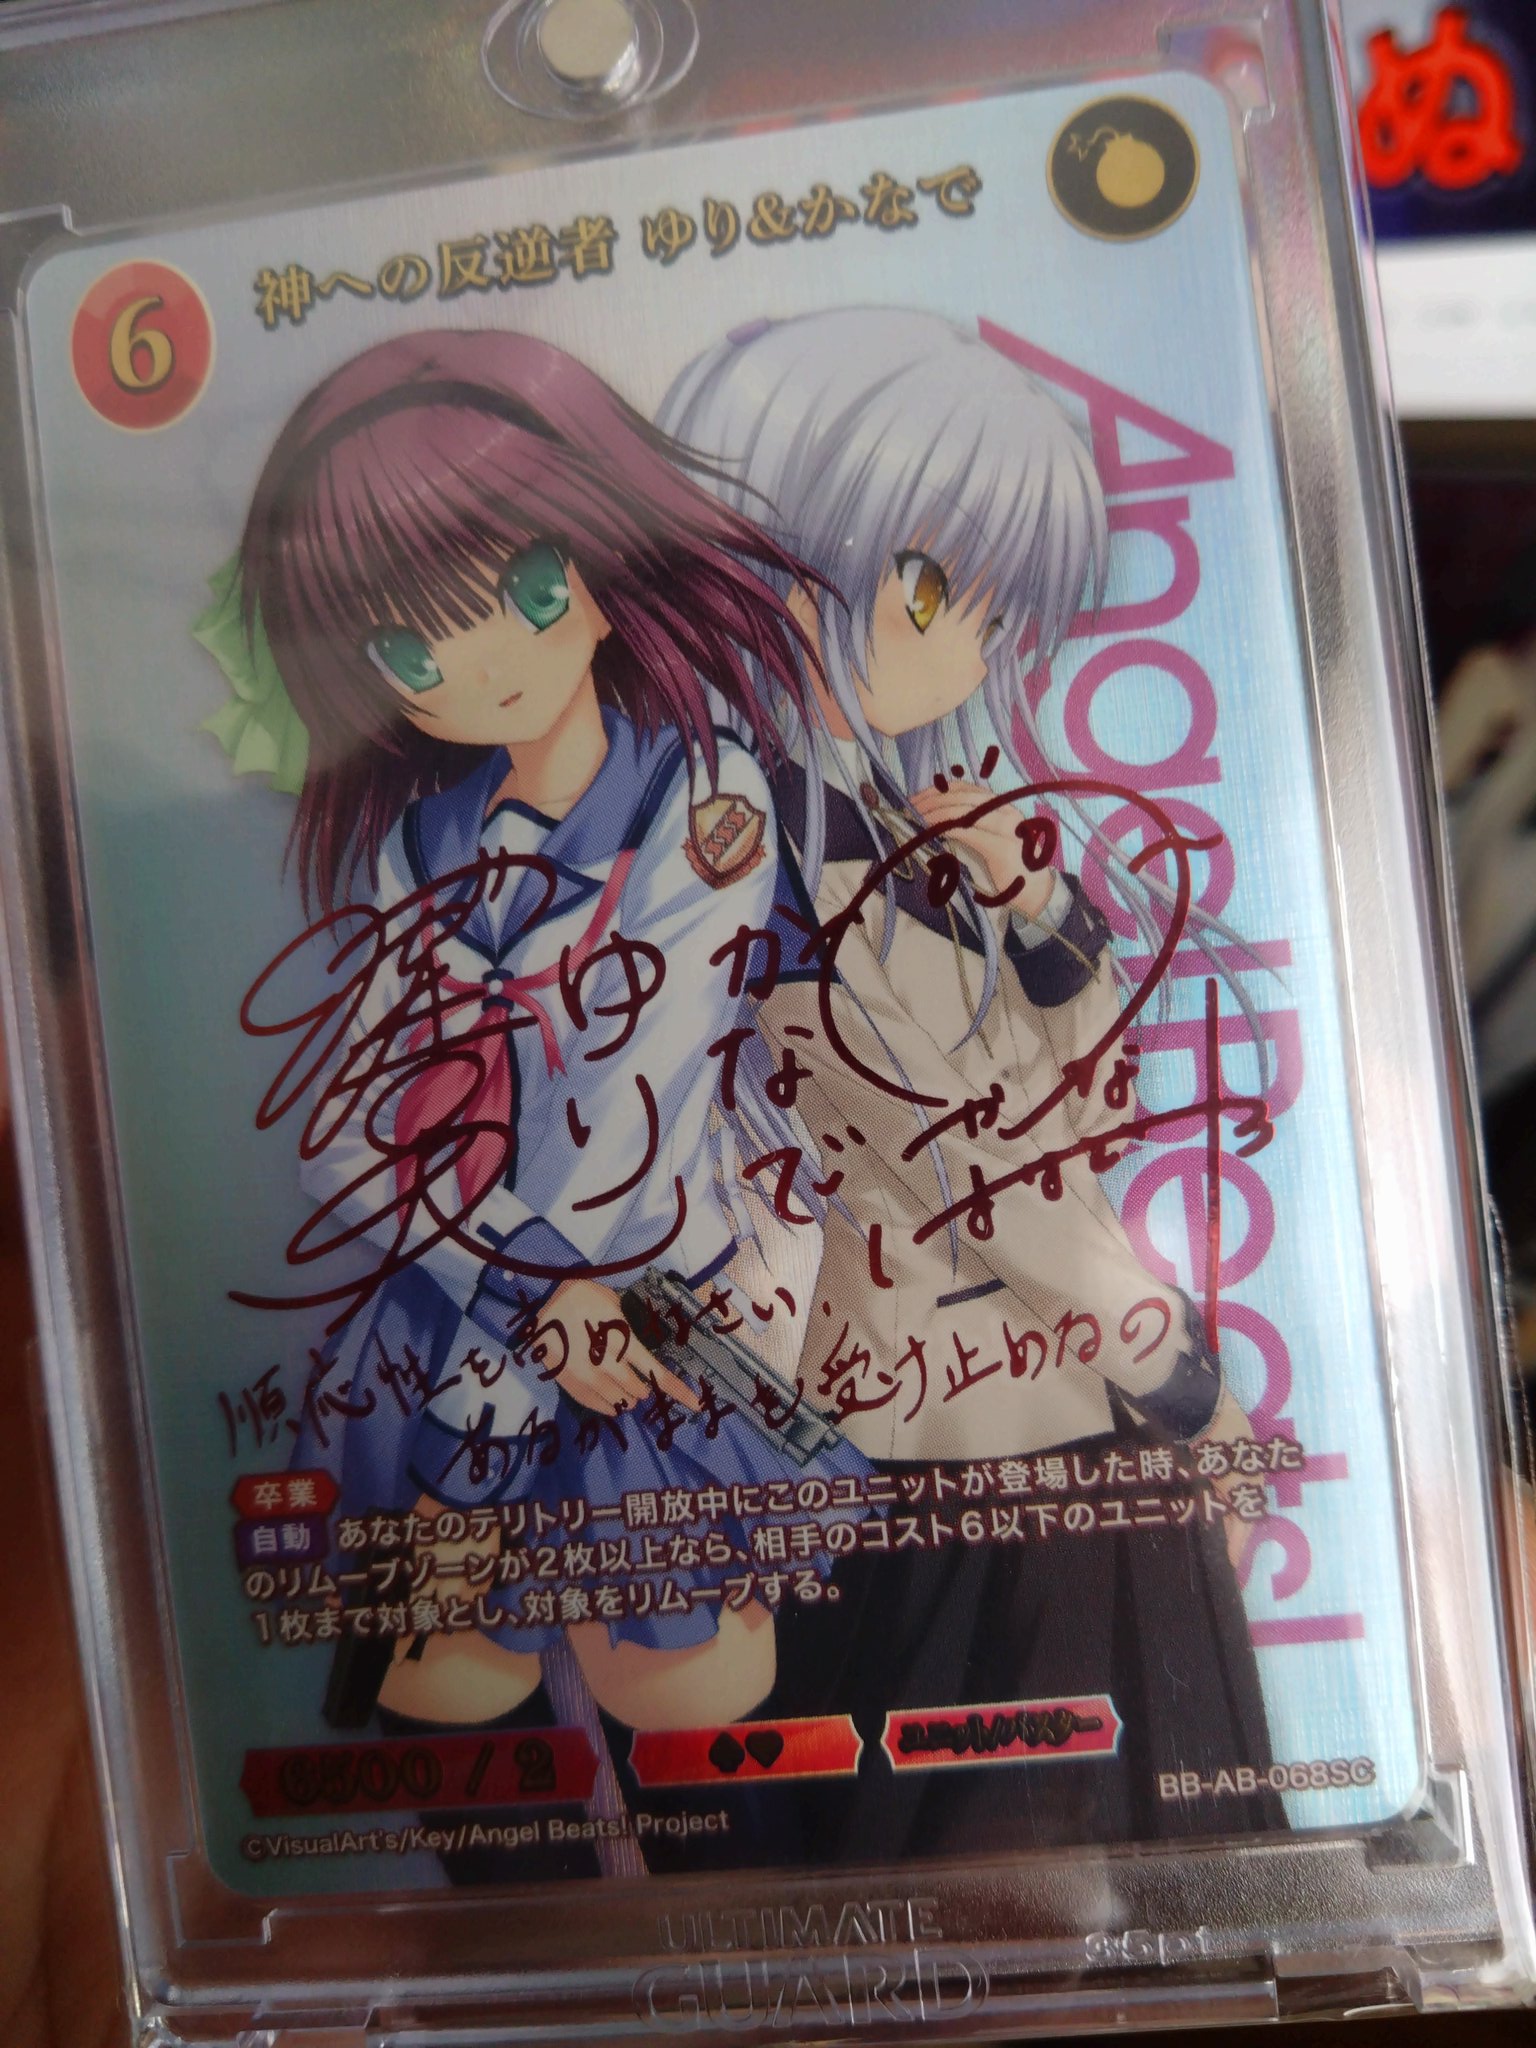 ぬ
神への反逆者 ゆり&かなで
6
Angel Beats!
ゆり
かなで
順応性を高めなさい、
あるがままを受け止めるの
卒業
自動 あなたのテリトリー開放中にこのユニットが登場した時、あなた
のリムーブゾーンが2枚以上なら、相手のコスト6以下のユニットを
1枚まで対象とし、対象をリムーブする。
6500 / 2
♠♥
ユニット/バスター
BB-AB-068SC
©VisualArt's/Key/Angel Beats! Project
ULTIMATE
GUARD